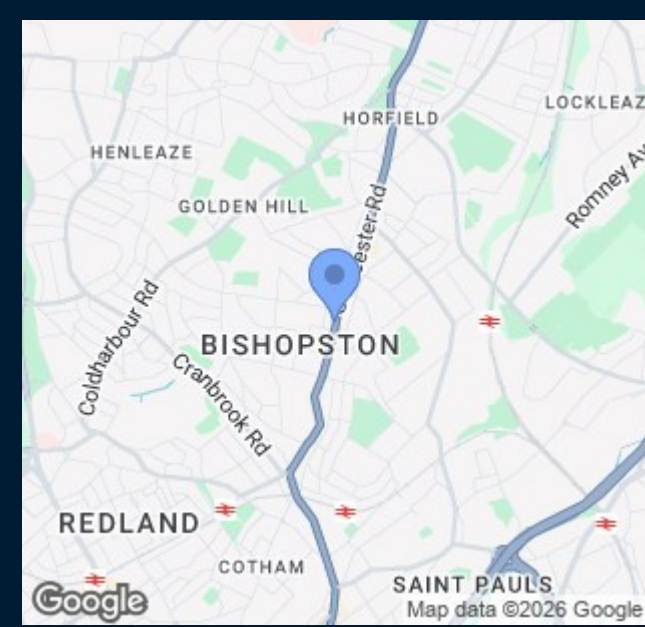 HORFIELD
LOCKLEAZ
HENLEAZE
Romney Av
GOLDEN HILL
ester Rd
Coldharbour Rd
BISHOPSTON
Cranbrook Rd
REDLAND
COTHAM
SAINT PAULS
Google
Map data ©2026 Google